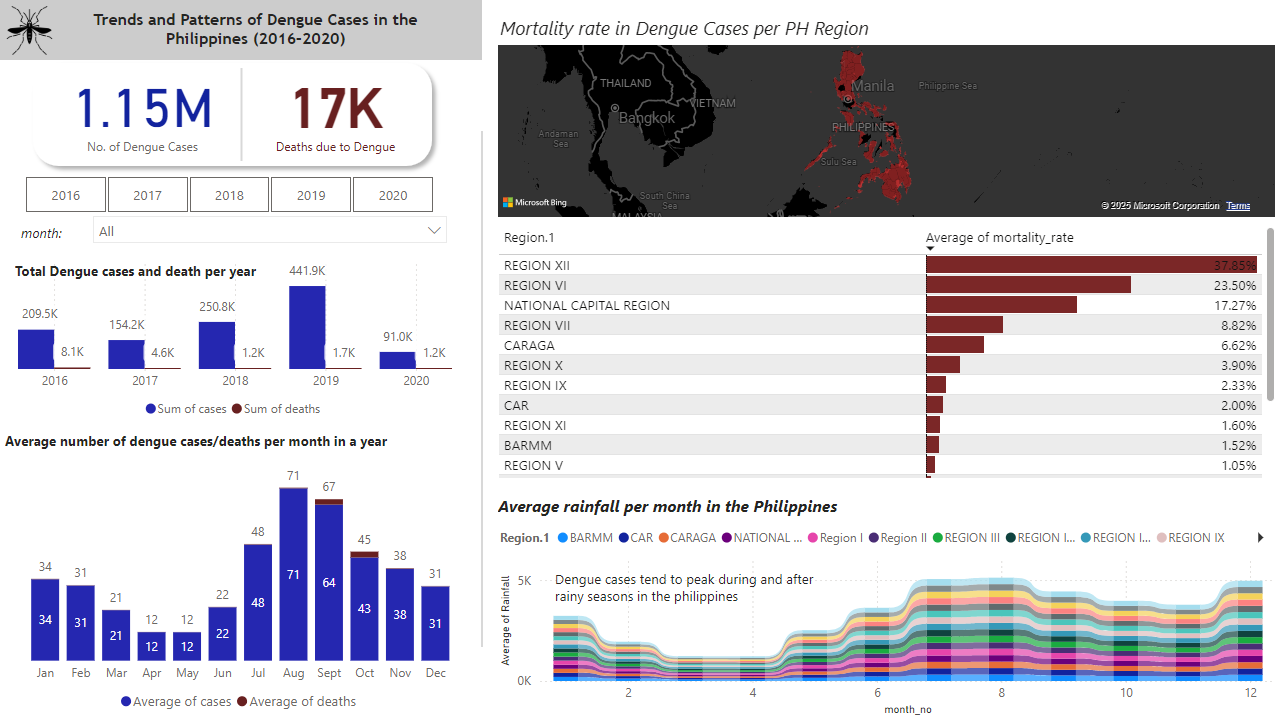 Trends and Patterns of Dengue Cases in the
Philippines (2016-2020)
1.15M
No. of Dengue Cases
17K
Deaths due to Dengue
2016
2017
2018
2019
2020
month:
All
Total Dengue cases and death per year
209.5K
8.1K
154.2K
4.6K
250.8K
1.2K
441.9K
1.7K
91.0K
1.2K
2016
2017
2018
2019
2020
Sum of cases
Sum of deaths
Average number of dengue cases/deaths per month in a year
34
31
21
12
12
22
48
71
67
45
38
31
34
31
21
12
12
22
48
71
64
43
38
31
Jan
Feb
Mar
Apr
May
Jun
Jul
Aug
Sept
Oct
Nov
Dec
Average of cases
Average of deaths
Mortality rate in Dengue Cases per PH Region
THAILAND
Bangkok
VIETNAM
Andaman
Sea
Manila
PHILIPPINES
Philippine Sea
Sulu Sea
South China
Sea
MALAYSIA
Microsoft Bing
© 2025 Microsoft Corporation Terms
Region.1 Average of mortality_rate
REGION XII 37.85%
REGION VI 23.50%
NATIONAL CAPITAL REGION 17.27%
REGION VII 8.82%
CARAGA 6.62%
REGION X 3.90%
REGION IX 2.33%
CAR 2.00%
REGION XI 1.60%
BARMM 1.52%
REGION V 1.05%
Average rainfall per month in the Philippines
Region.1 BARMM CAR CARAGA NATIONAL ... Region I Region II REGION III REGION I... REGION I... REGION IX
Dengue cases tend to peak during and after
rainy seasons in the philippines
Average of Rainfall
5K
0K
2
4
6
8
10
12
month_no